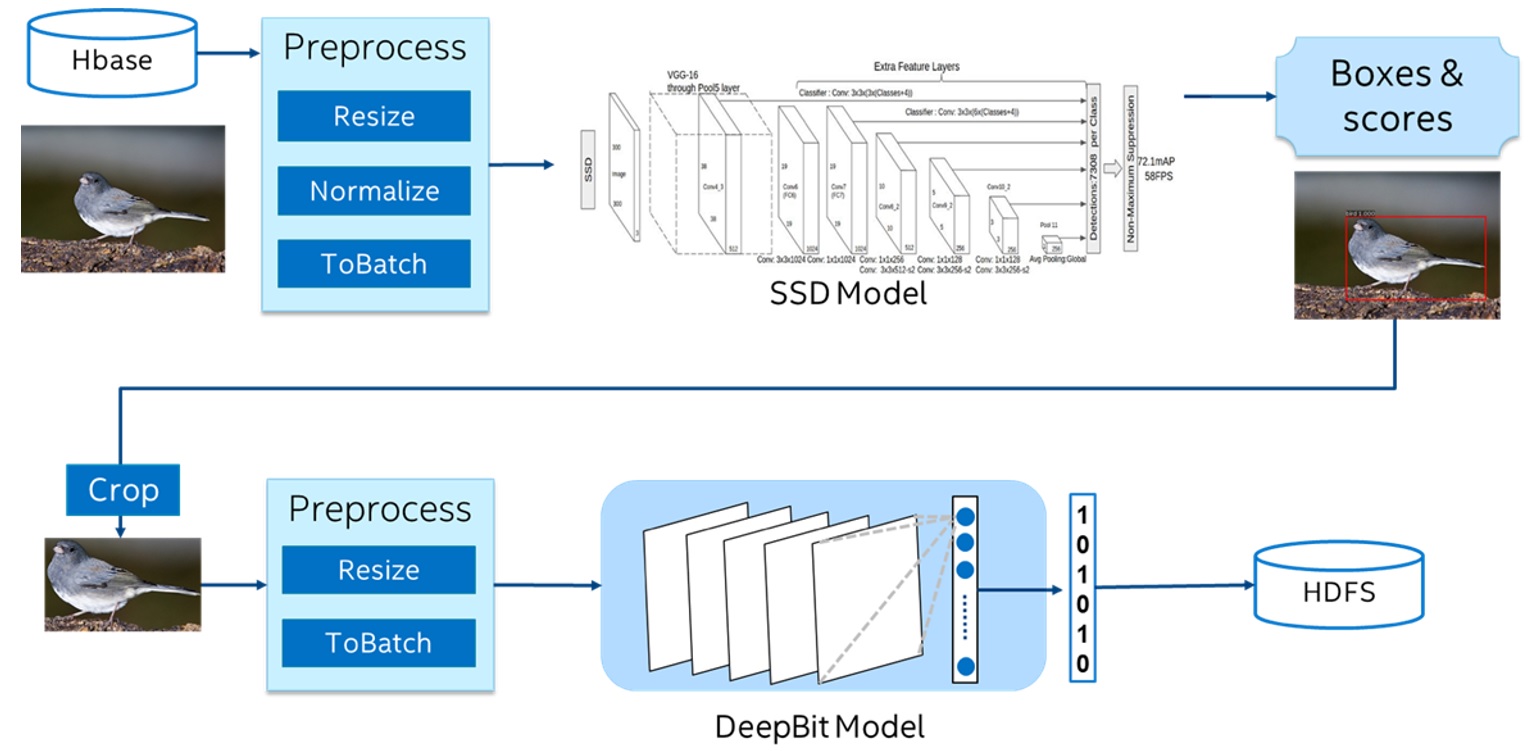 Hbase
Preprocess
Resize
Normalize
ToBatch
SSD
300
Image
300
3
VGG-16
through Pool5 layer
38
Conv4_3
38
512
Extra Feature Layers
Classifier : Conv: 3x3x(3x(Classes+4))
Classifier : Conv: 3x3x(6x(Classes+4))
19
Conv6
(FC6)
19
1024
19
Conv7
(FC7)
19
1024
10
Conv8_2
10
512
5
Conv9_2
5
256
Conv10_2
3
3
256
Pool 11
256
Conv: 3x3x1024
Conv: 1x1x1024
Conv: 1x1x256
Conv: 3x3x512-s2
Conv: 1x1x128
Conv: 3x3x256-s2
Conv: 1x1x128
Conv: 3x3x256-s2
Avg Pooling:Global
Detections:7308 per Class
Non-Maximum Suppression
72.1mAP
58FPS
SSD Model
Boxes &
scores
bird 1.000
Crop
Preprocess
Resize
ToBatch
DeepBit Model
1
0
1
0
1
0
HDFS